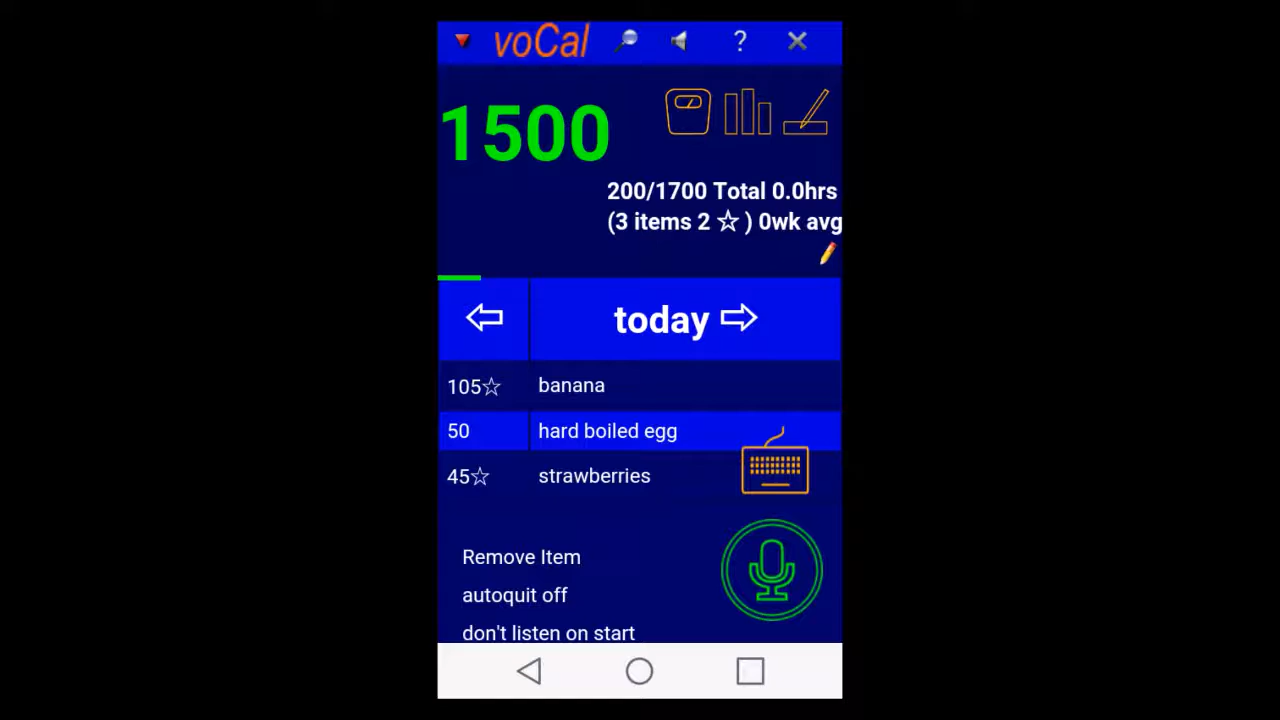 voCal ?
1500
200/1700 Total 0.0hrs
(3 items 2 ☆ ) 0wk avg
today
105☆ banana
50 hard boiled egg
45☆ strawberries
Remove Item
autoquit off
don't listen on start